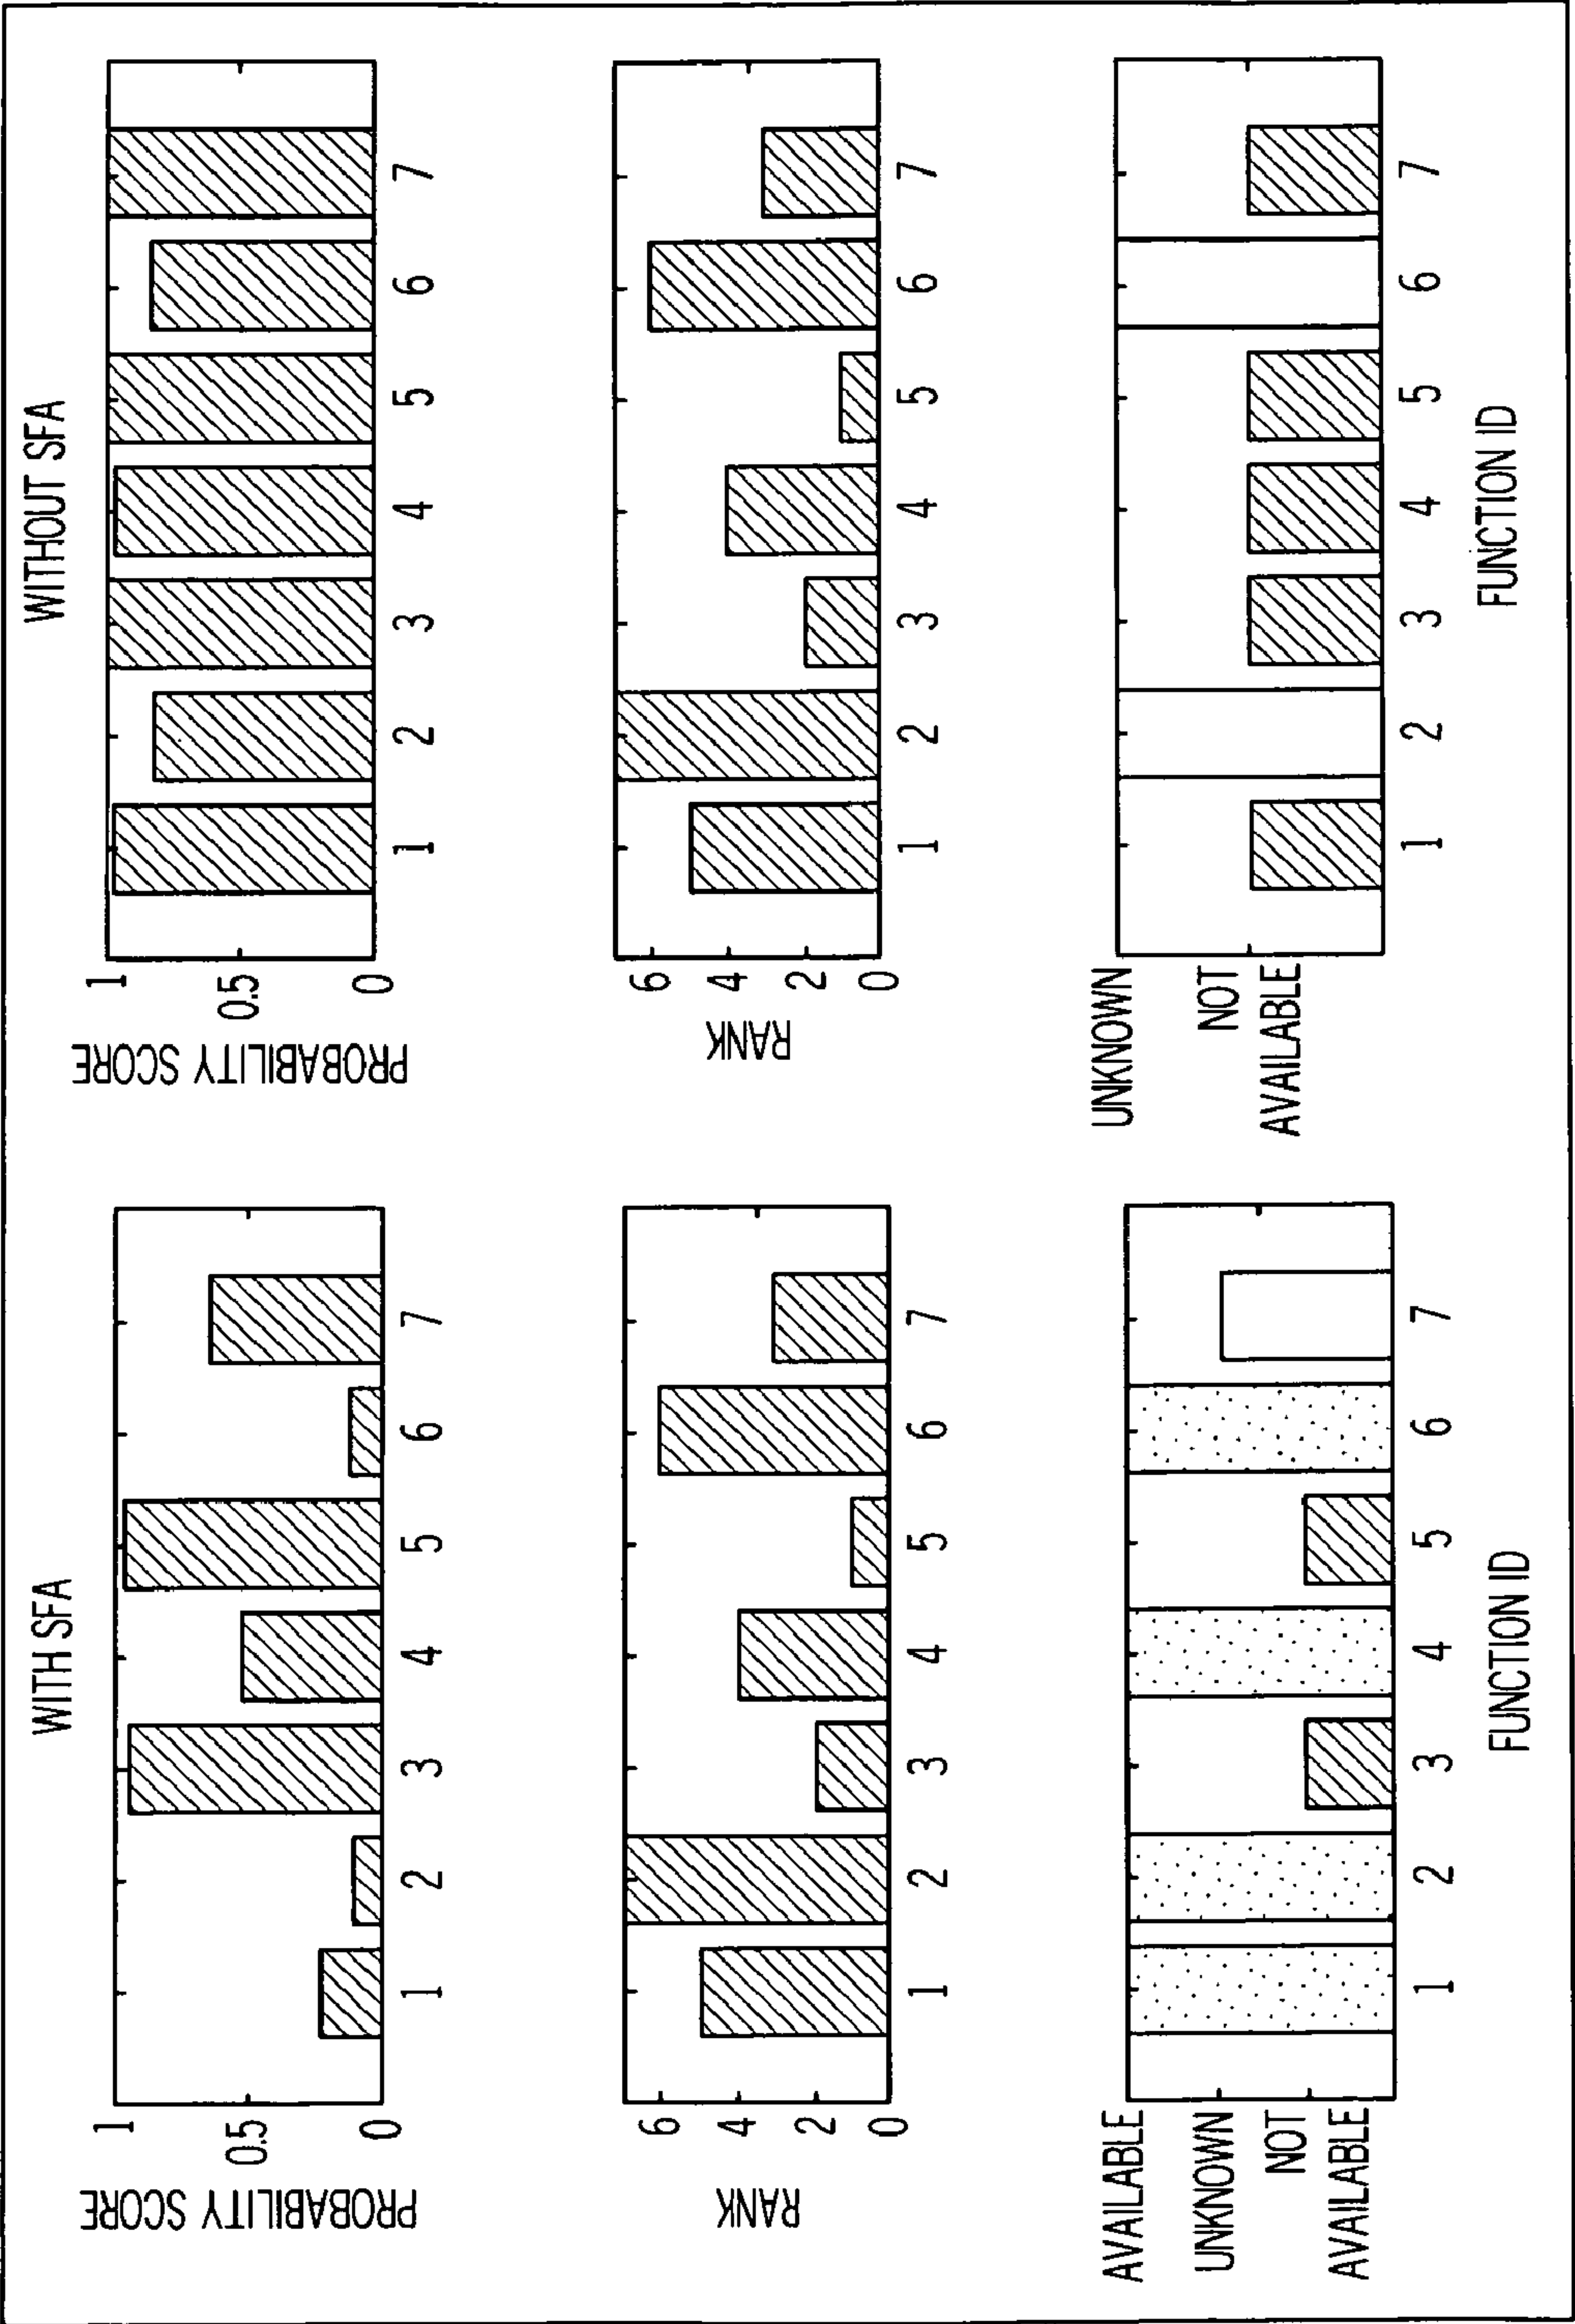 WITH SFA
PROBABILITY SCORE
1
0.5
0
1 2 3 4 5 6 7
RANK
6
4
2
0
1 2 3 4 5 6 7
AVAILABLE
UNKNOWN
NOT
AVAILABLE
1 2 3 4 5 6 7
FUNCTION ID
WITHOUT SFA
PROBABILITY SCORE
1
0.5
0
1 2 3 4 5 6 7
RANK
6
4
2
0
1 2 3 4 5 6 7
UNKNOWN
NOT
AVAILABLE
1 2 3 4 5 6 7
FUNCTION ID